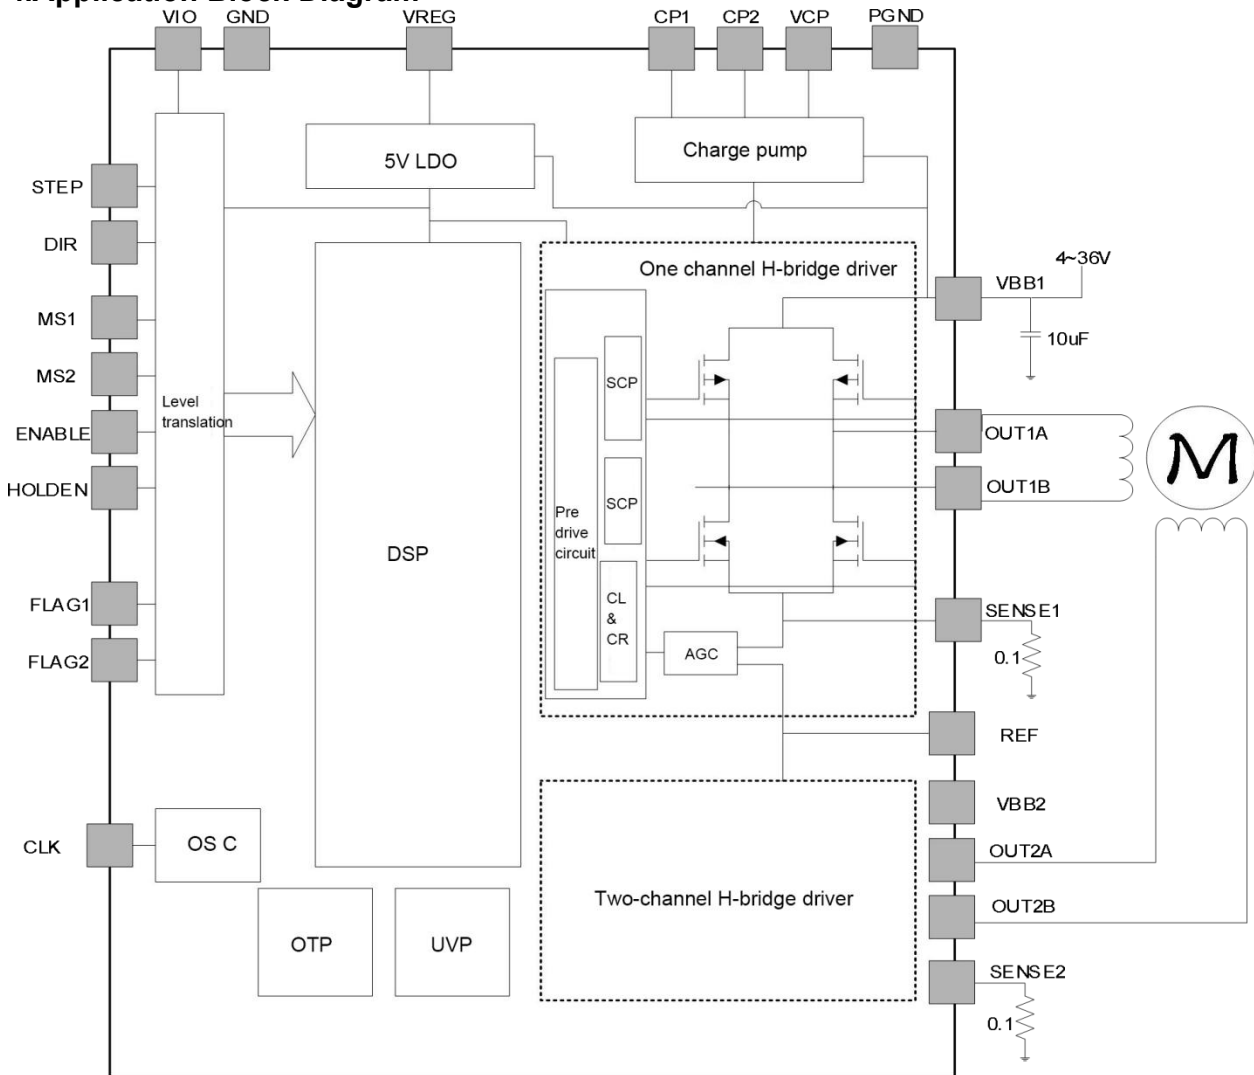 Application Block Diagram
VIO GND VREG CP1 CP2 VCP PGND
5V LDO
Charge pump
STEP
DIR
MS1
MS2
ENABLE
HOLDEN
FLAG1
FLAG2
CLK
Level
translation
DSP
OS C
OTP
UVP
One channel H-bridge driver
SCP
SCP
Pre
drive
circuit
CL
&
CR
AGC
Two-channel H-bridge driver
4~36V
VBB1
10uF
OUT1A
OUT1B
M
SENSE1
0.1
REF
VBB2
OUT2A
OUT2B
SENSE2
0.1